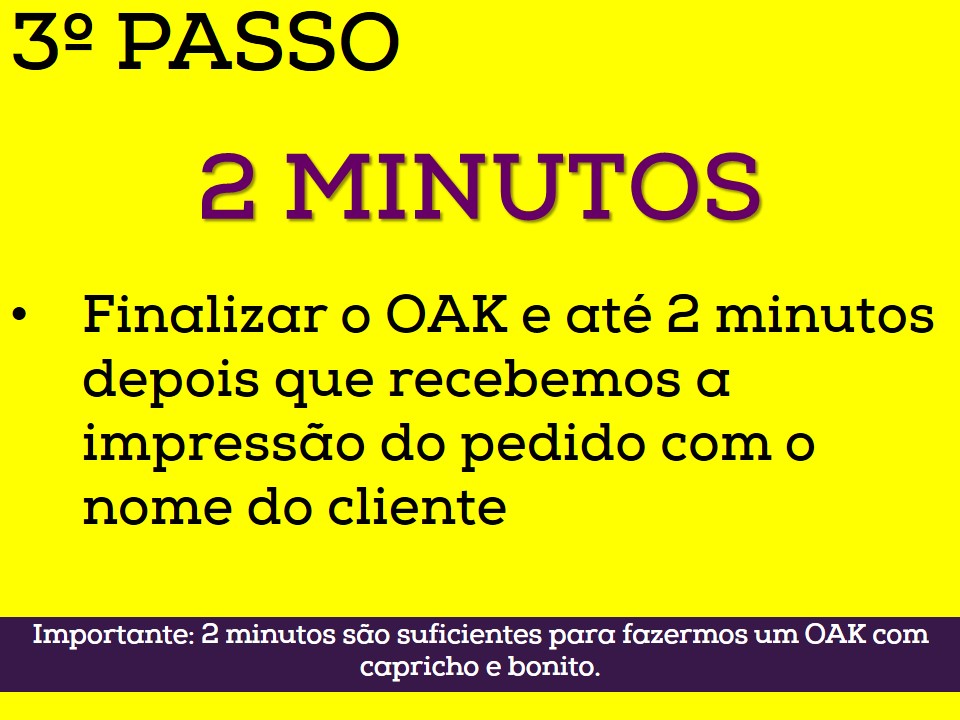 3º PASSO
2 MINUTOS
• Finalizar o OAK e até 2 minutos
depois que recebemos a
impressão do pedido com o
nome do cliente
Importante: 2 minutos são suficientes para fazermos um OAK com
capricho e bonito.